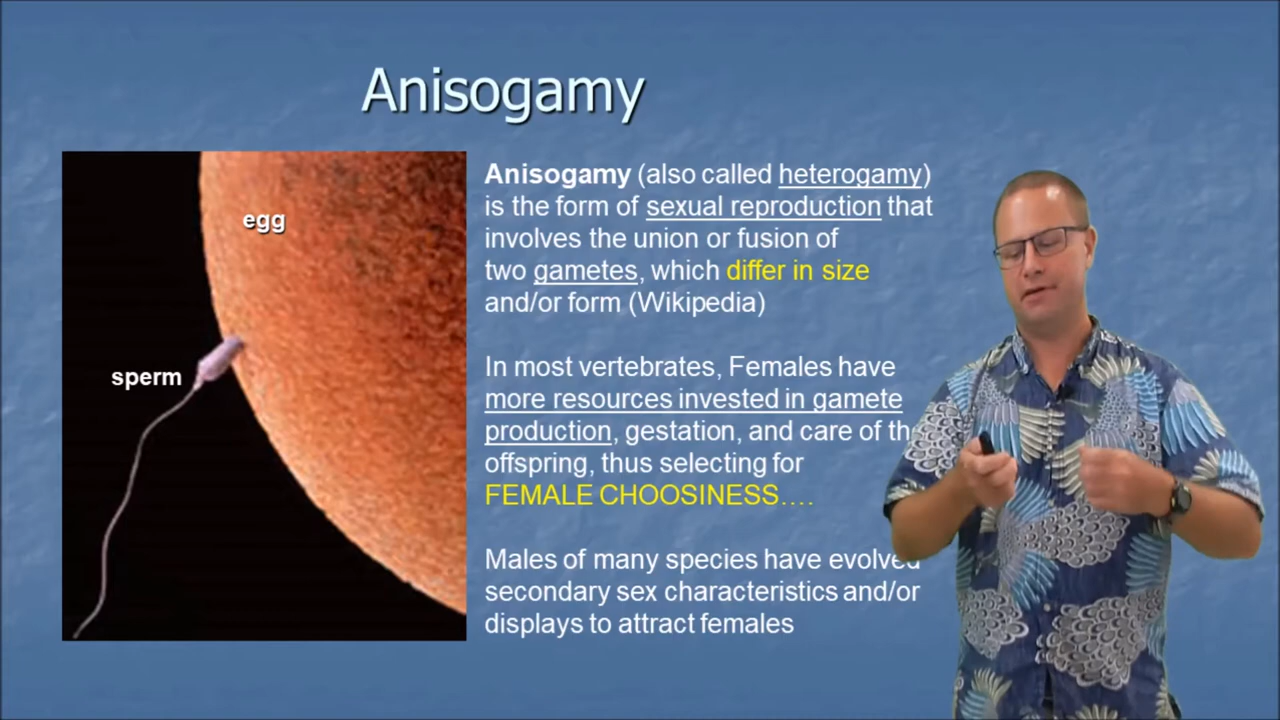 Anisogamy
egg
sperm
Anisogamy (also called heterogamy)
is the form of sexual reproduction that
involves the union or fusion of
two gametes, which differ in size
and/or form (Wikipedia)
In most vertebrates, Females have
more resources invested in gamete
production, gestation, and care of the
offspring, thus selecting for
FEMALE CHOOSINESS....
Males of many species have evolved
secondary sex characteristics and/or
displays to attract females